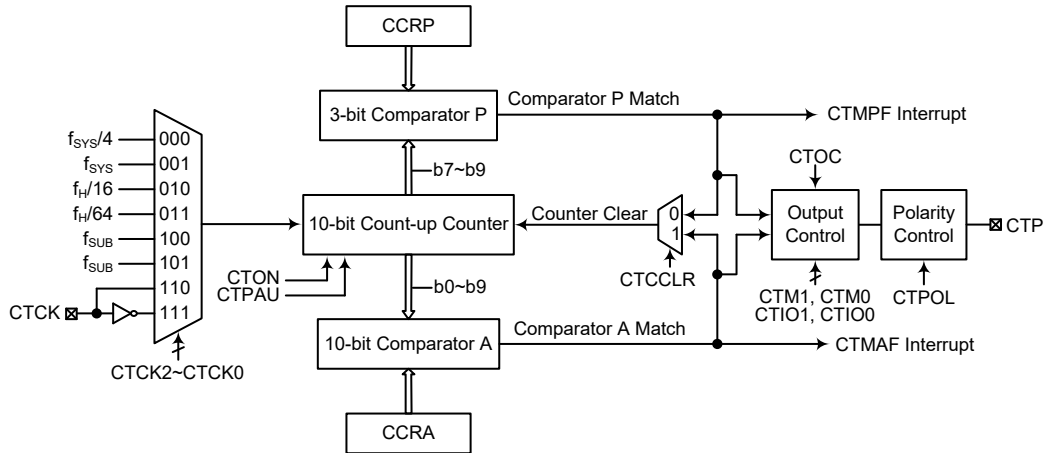 CCRP
3-bit Comparator P
Comparator P Match
CTMPF Interrupt
b7~b9
fSYS/4
000
fSYS
001
fH/16
010
fH/64
011
fSUB
100
fSUB
101
110
CTCK
111
CTCK2~CTCK0
10-bit Count-up Counter
Counter Clear
0
1
CTCCLR
CTOC
Output
Control
Polarity
Control
CTP
CTM1, CTM0
CTIO1, CTIO0
CTPOL
CTON
CTPAU
b0~b9
10-bit Comparator A
Comparator A Match
CTMAF Interrupt
CCRA